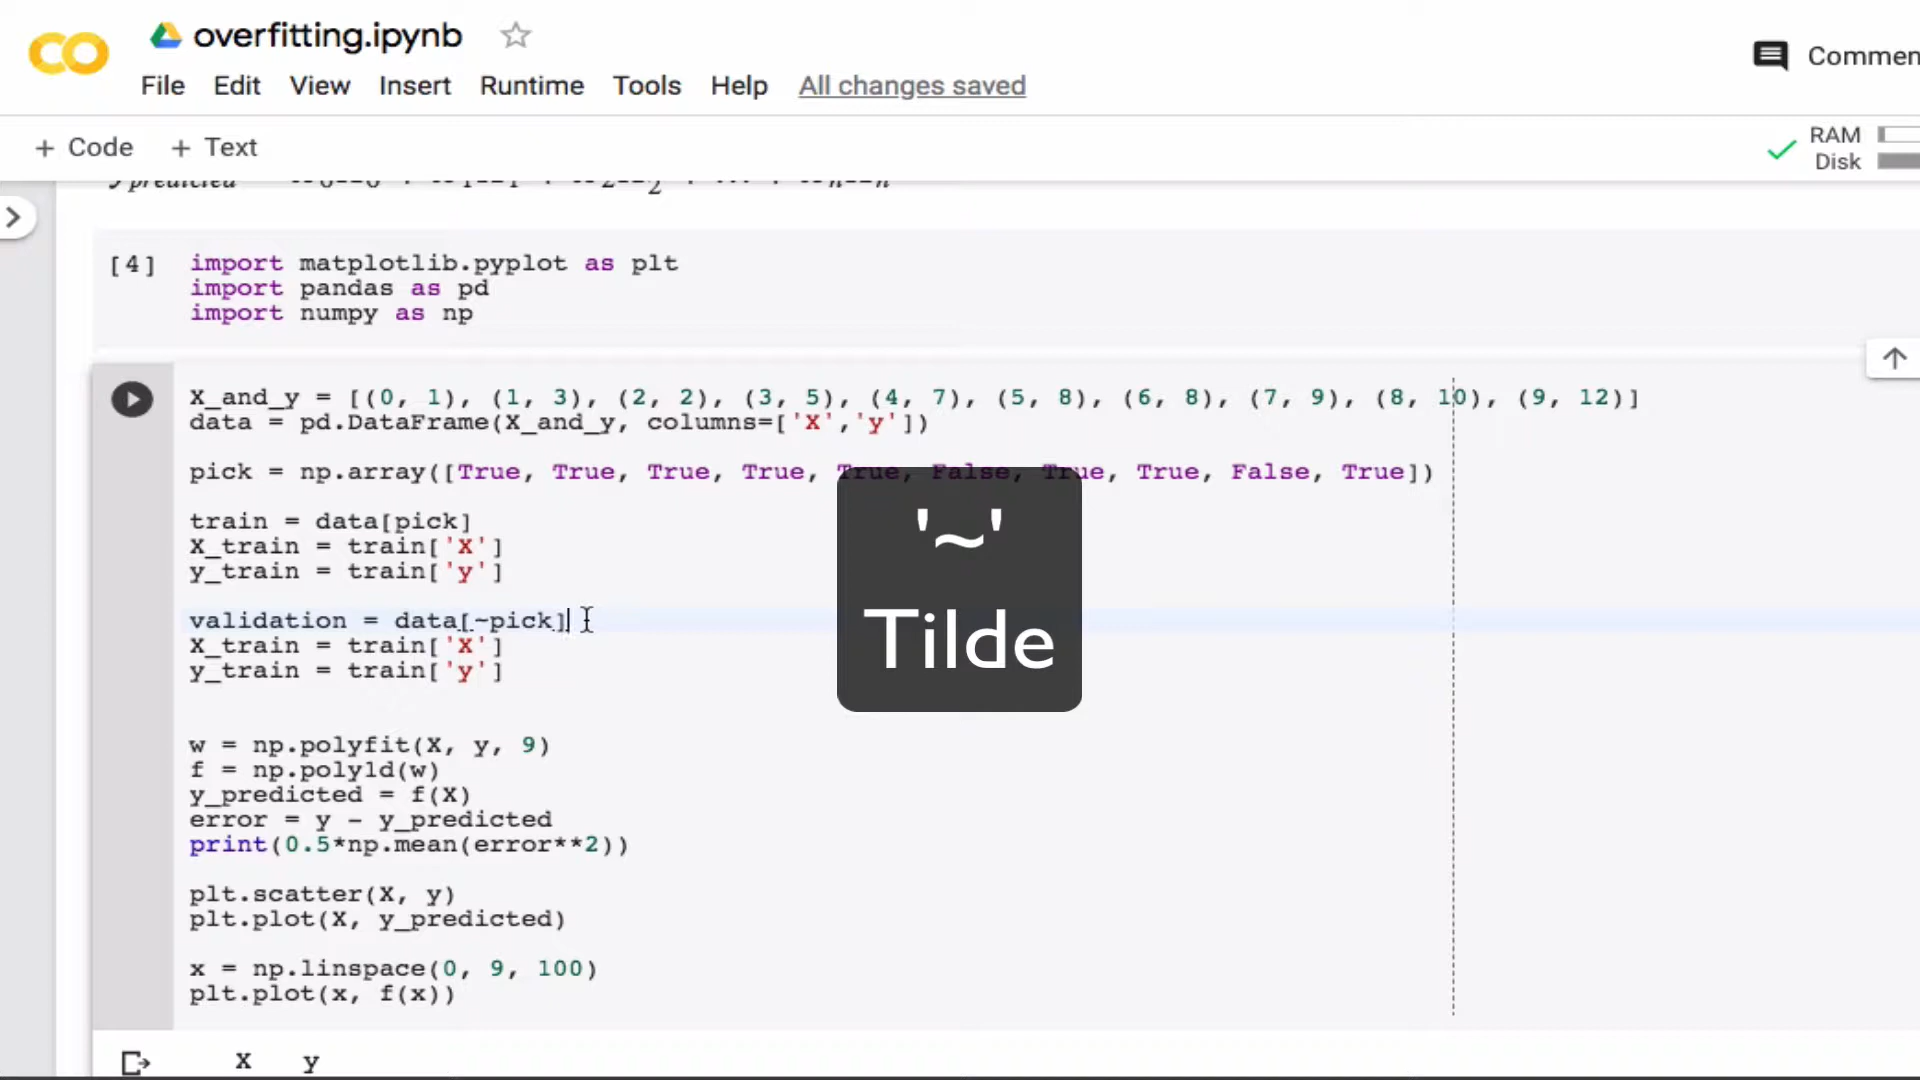 overfitting.ipynb
Commen
File Edit View Insert Runtime Tools Help All changes saved
+ Code + Text
RAM
Disk
[4] import matplotlib.pyplot as plt
import pandas as pd
import numpy as np
X_and_y = [(0, 1), (1, 3), (2, 2), (3, 5), (4, 7), (5, 8), (6, 8), (7, 9), (8, 10), (9, 12)]
data = pd.DataFrame(X_and_y, columns=['X','y'])
pick = np.array([True, True, True, True, True, False, True, True, False, True])
train = data[pick]
X_train = train['X']
y_train = train['y']
validation = data[~pick]
X_train = train['X']
y_train = train['y']
'~'
Tilde
w = np.polyfit(X, y, 9)
f = np.poly1d(w)
y_predicted = f(X)
error = y - y_predicted
print(0.5*np.mean(error**2))
plt.scatter(X, y)
plt.plot(X, y_predicted)
x = np.linspace(0, 9, 100)
plt.plot(x, f(x))
X y